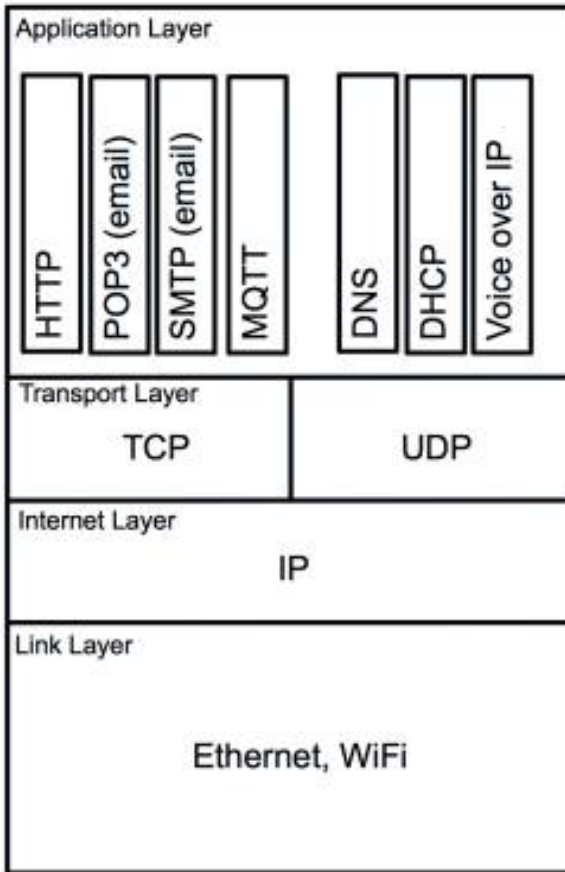 Application Layer
HTTP
POP3 (email)
SMTP (email)
MQTT
DNS
DHCP
Voice over IP
Transport Layer
TCP
UDP
Internet Layer
IP
Link Layer
Ethernet, WiFi